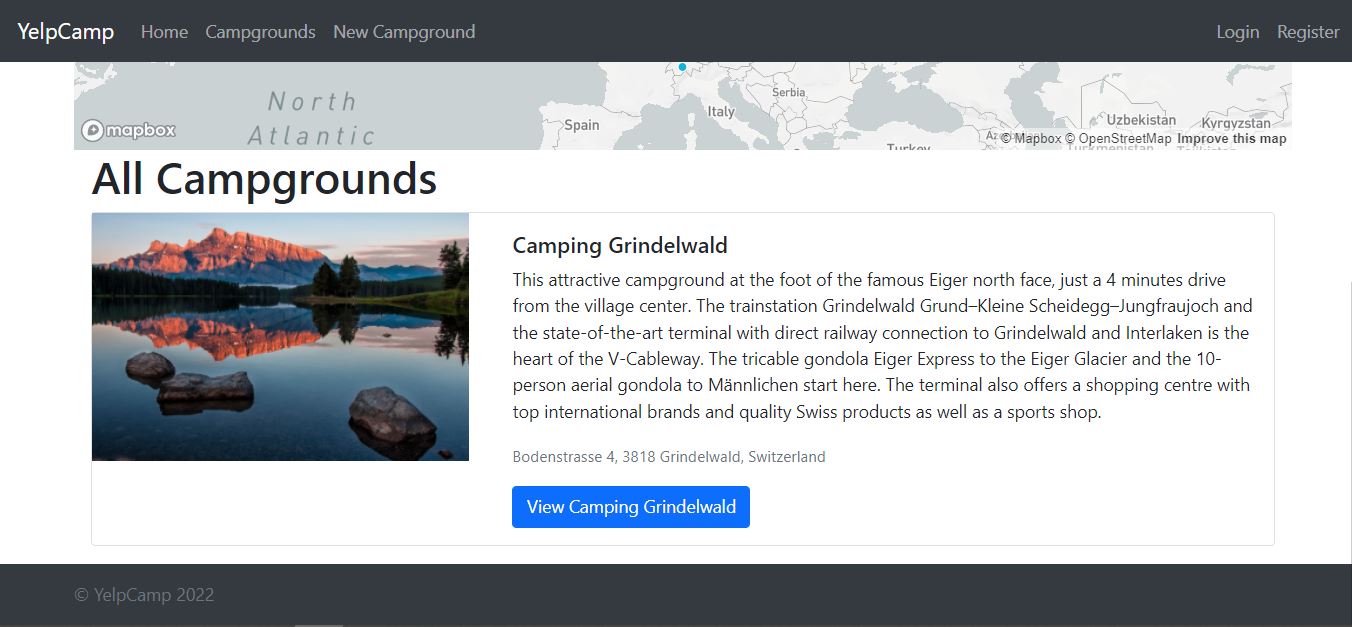 YelpCamp Home Campgrounds New Campground Login Register
North
Atlantic
Spain
Italy
Serbia
Turkey
Uzbekistan
Kyrgyzstan
mapbox
© Mapbox © OpenStreetMap Improve this map
All Campgrounds
Camping Grindelwald
This attractive campground at the foot of the famous Eiger north face, just a 4 minutes drive
from the village center. The trainstation Grindelwald Grund–Kleine Scheidegg–Jungfraujoch and
the state-of-the-art terminal with direct railway connection to Grindelwald and Interlaken is the
heart of the V-Cableway. The tricable gondola Eiger Express to the Eiger Glacier and the 10-
person aerial gondola to Männlichen start here. The terminal also offers a shopping centre with
top international brands and quality Swiss products as well as a sports shop.
Bodenstrasse 4, 3818 Grindelwald, Switzerland
View Camping Grindelwald
© YelpCamp 2022